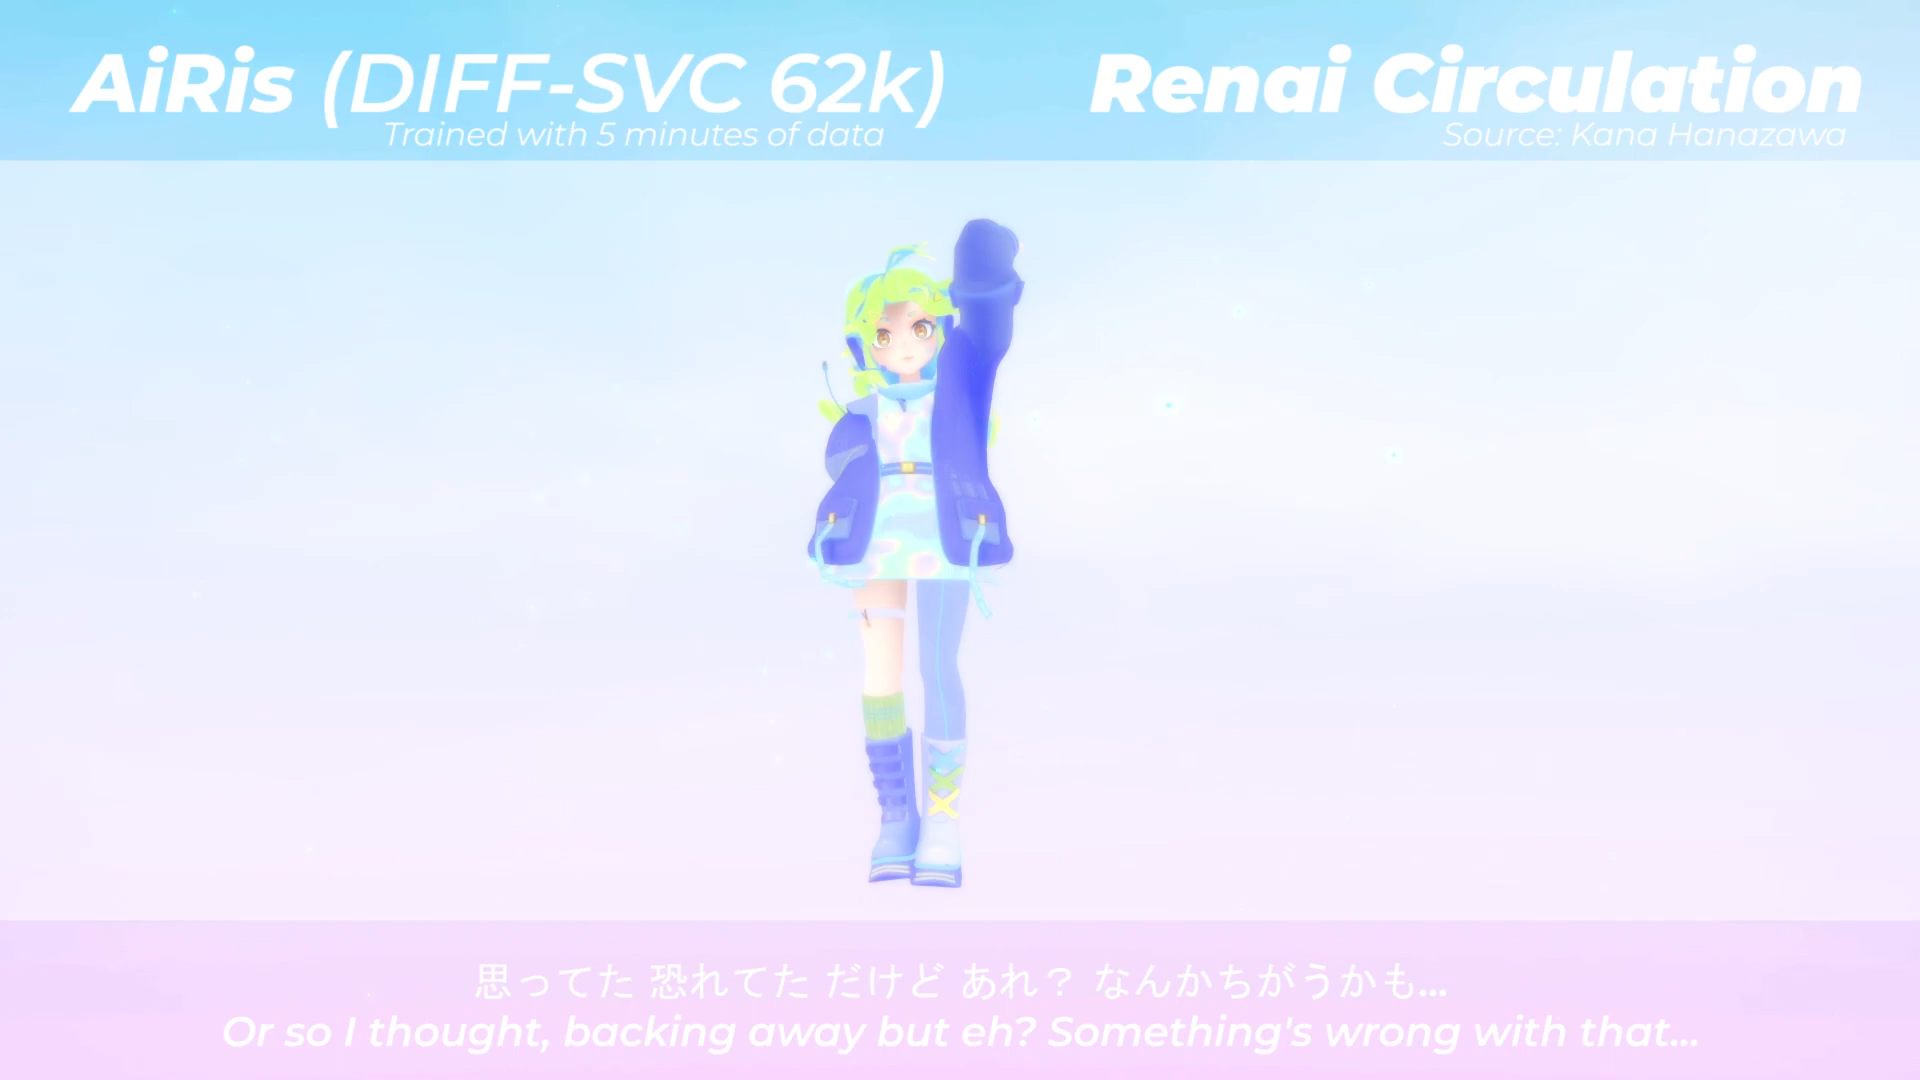 AiRis (DIFF-SVC 62k)
Trained with 5 minutes of data
Renai Circulation
Source: Kana Hanazawa
思ってた 恐れてた だけど あれ? なんかちがうかも...
Or so I thought, backing away but eh? Something's wrong with that...